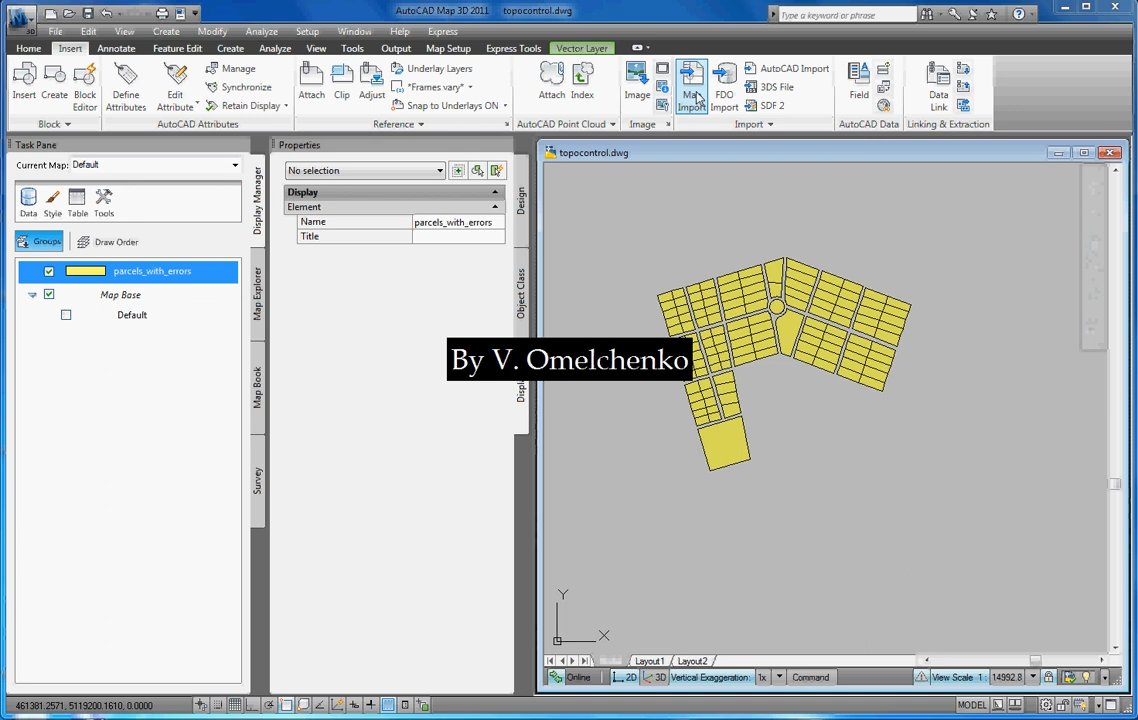 AutoCAD Map 3D 2011 topocontrol.dwg
Type a keyword or phrase
File Edit View Insert Create Modify Analyze Setup Window Help Express
Home Insert Annotate Feature Edit Create Analyze View Tools Output Map Setup Express Tools Vector Layer
Insert Create Block Editor
Define Attributes Edit Attribute
Manage
Synchronize
Retain Display
Attach Clip Adjust
Underlay Layers
*Frames vary*
Snap to Underlays ON
Attach Index
Image
Map Import FDO Import
AutoCAD Import
3DS File
SDF 2
Field
Data Link
Block AutoCAD Attributes Reference AutoCAD Point Cloud Image Import AutoCAD Data Linking & Extraction
Task Pane
Current Map: Default
Data Style Table Tools
Groups Draw Order
parcels_with_errors
Map Base
Default
Display Manager
Map Explorer
Map Book
Survey
Properties
No selection
Display
Element
Name parcels_with_errors
Title
Design
Object Class
topocontrol.dwg
By V. Omelchenko
Y
X
Layout1 Layout2
Online 2D 3D Vertical Exaggeration: 1x Command View Scale 1: 14992.8
461381.2571, 5119200.1610, 0.0000
MODEL